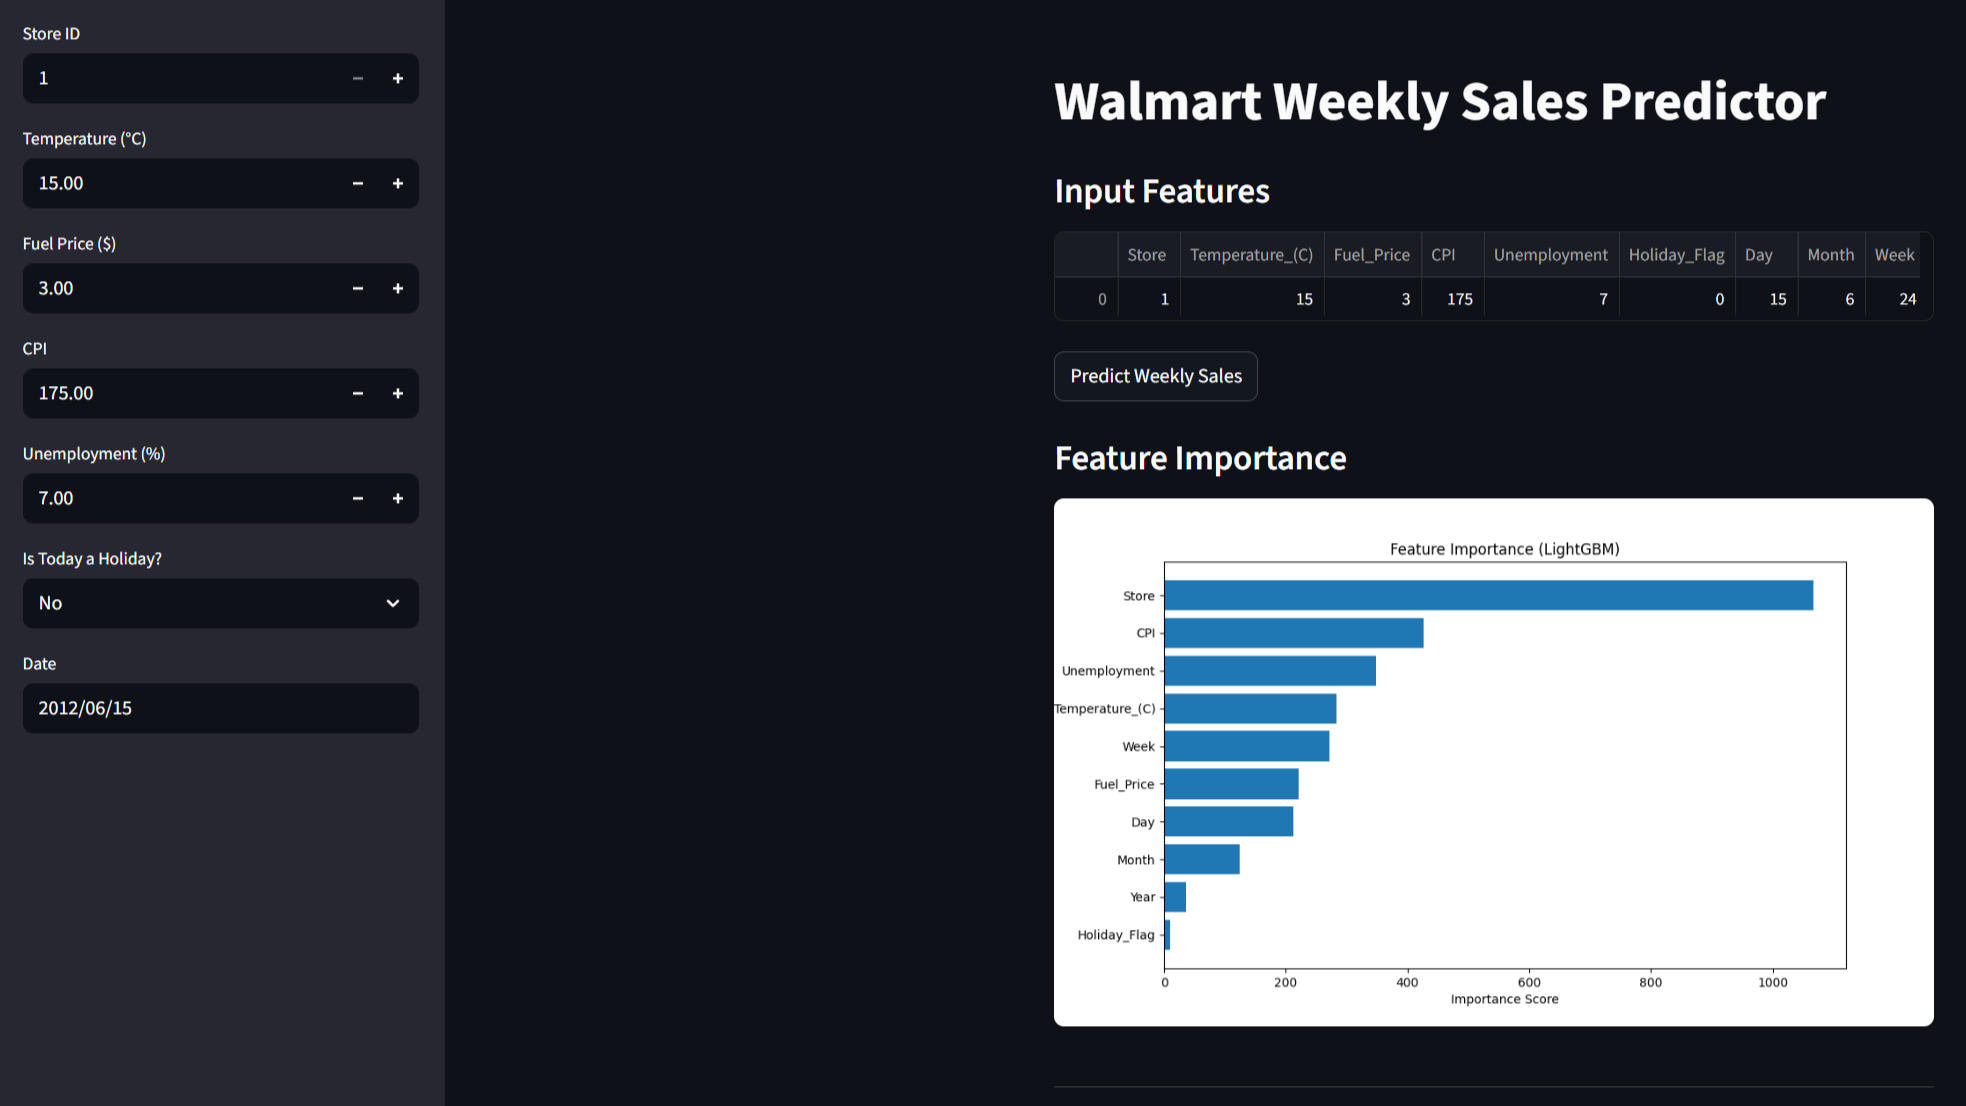 Store ID
1
Temperature (°C)
15.00
Fuel Price ($)
3.00
CPI
175.00
Unemployment (%)
7.00
Is Today a Holiday?
No
Date
2012/06/15
Walmart Weekly Sales Predictor
Input Features
Store Temperature_(C) Fuel_Price CPI Unemployment Holiday_Flag Day Month Week
0 1 15 3 175 7 0 15 6 24
Predict Weekly Sales
Feature Importance
Feature Importance (LightGBM)
Store
CPI
Unemployment
Temperature_(C)
Week
Fuel_Price
Day
Month
Year
Holiday_Flag
0 200 400 600 800 1000
Importance Score